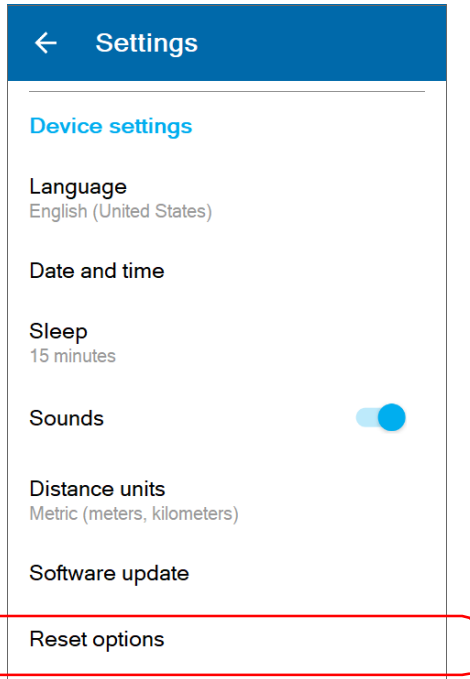 Settings
Device settings
Language
English (United States)
Date and time
Sleep
15 minutes
Sounds
Distance units
Metric (meters, kilometers)
Software update
Reset options